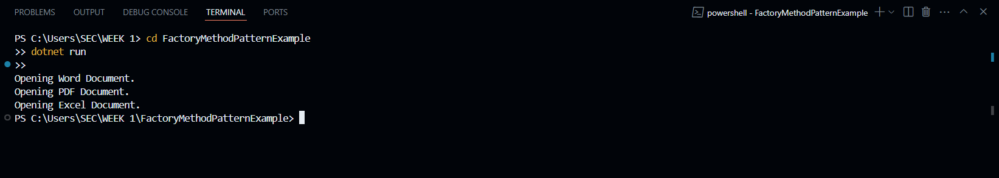 PROBLEMS OUTPUT DEBUG CONSOLE TERMINAL PORTS powershell - FactoryMethodPatternExample
PS C:\Users\SEC\WEEK 1> cd FactoryMethodPatternExample
>> dotnet run
>>
Opening Word Document.
Opening PDF Document.
Opening Excel Document.
PS C:\Users\SEC\WEEK 1\FactoryMethodPatternExample>